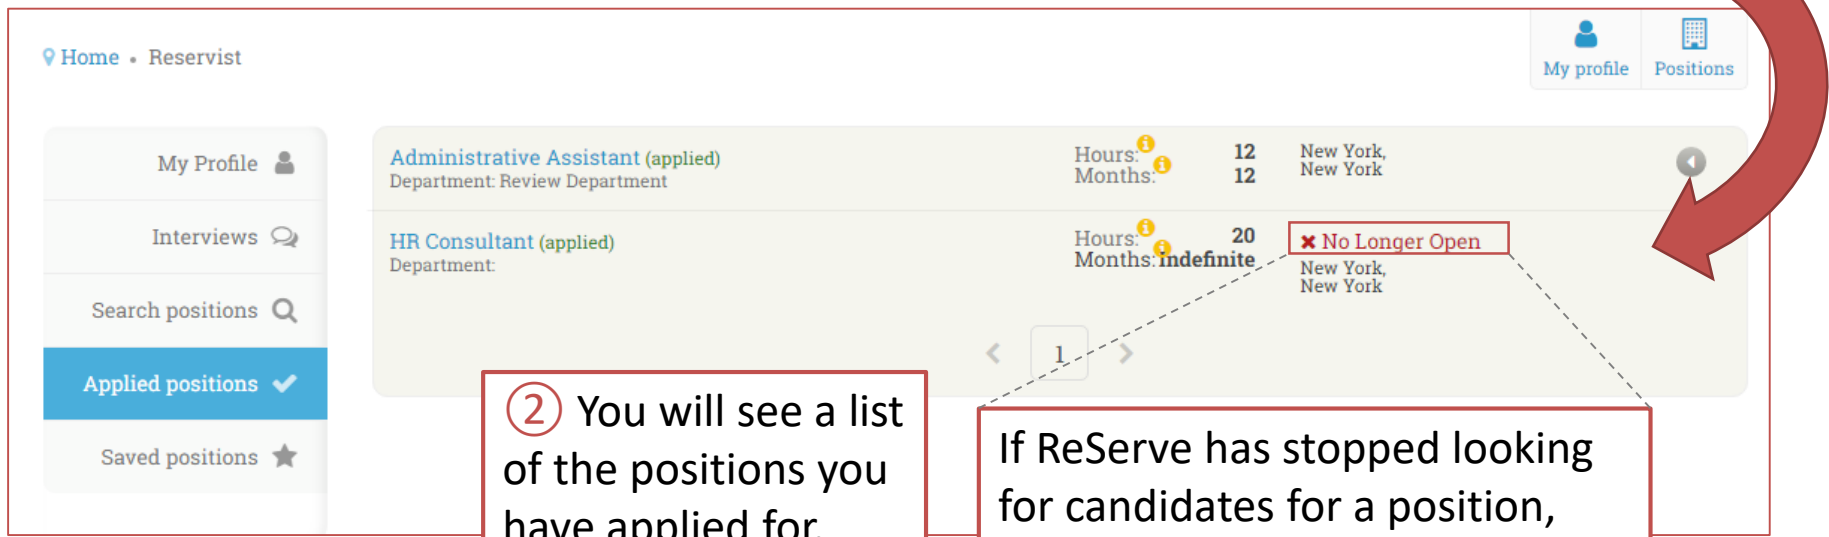 Home • Reservist
My profile
Positions
My Profile
Interviews
Search positions
Applied positions
Saved positions
Administrative Assistant (applied)
Department: Review Department
Hours: 12
Months: 12
New York,
New York
HR Consultant (applied)
Department:
Hours: 20
Months: indefinite
✖ No Longer Open
New York,
New York
< 1 >
② You will see a list
of the positions you
have applied for.
If ReServe has stopped looking
for candidates for a position,